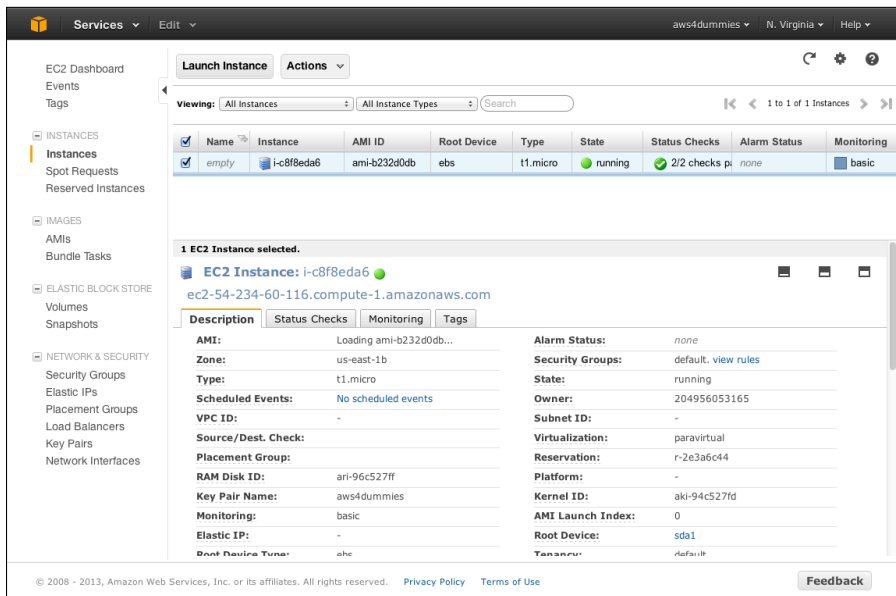 Services Edit aws4dummies N. Virginia Help
EC2 Dashboard
Events
Tags
INSTANCES
Instances
Spot Requests
Reserved Instances
IMAGES
AMIs
Bundle Tasks
ELASTIC BLOCK STORE
Volumes
Snapshots
NETWORK & SECURITY
Security Groups
Elastic IPs
Placement Groups
Load Balancers
Key Pairs
Network Interfaces
Launch Instance Actions
Viewing: All Instances All Instance Types Search 1 to 1 of 1 Instances
Name Instance AMI ID Root Device Type State Status Checks Alarm Status Monitoring
empty i-c8f8eda6 ami-b232d0db ebs t1.micro running 2/2 checks pa none basic
1 EC2 Instance selected.
EC2 Instance: i-c8f8eda6
ec2-54-234-60-116.compute-1.amazonaws.com
Description Status Checks Monitoring Tags
AMI: Loading ami-b232d0db... Alarm Status: none
Zone: us-east-1b Security Groups: default. view rules
Type: t1.micro State: running
Scheduled Events: No scheduled events Owner: 204956053165
VPC ID: - Subnet ID: -
Source/Dest. Check: Virtualization: paravirtual
Placement Group: Reservation: r-2e3a6c44
RAM Disk ID: ari-96c527ff Platform: -
Key Pair Name: aws4dummies Kernel ID: aki-94c527fd
Monitoring: basic AMI Launch Index: 0
Elastic IP: - Root Device: sda1
Root Device Type: ebs Tenancy: default
© 2008 - 2013, Amazon Web Services, Inc. or its affiliates. All rights reserved. Privacy Policy Terms of Use Feedback